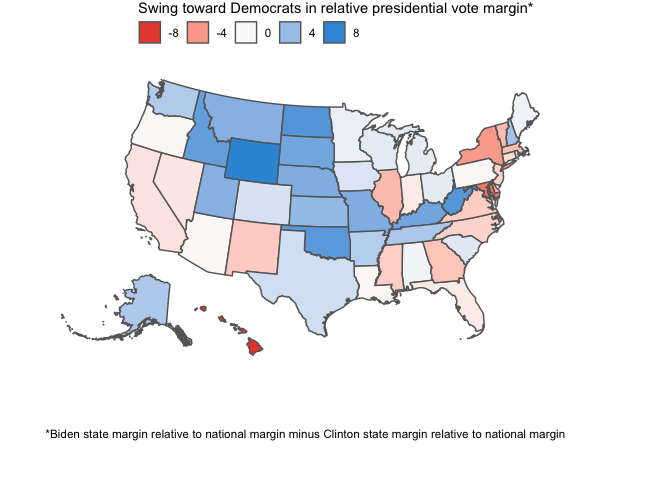 Swing toward Democrats in relative presidential vote margin*
-8 -4 0 4 8
*Biden state margin relative to national margin minus Clinton state margin relative to national margin